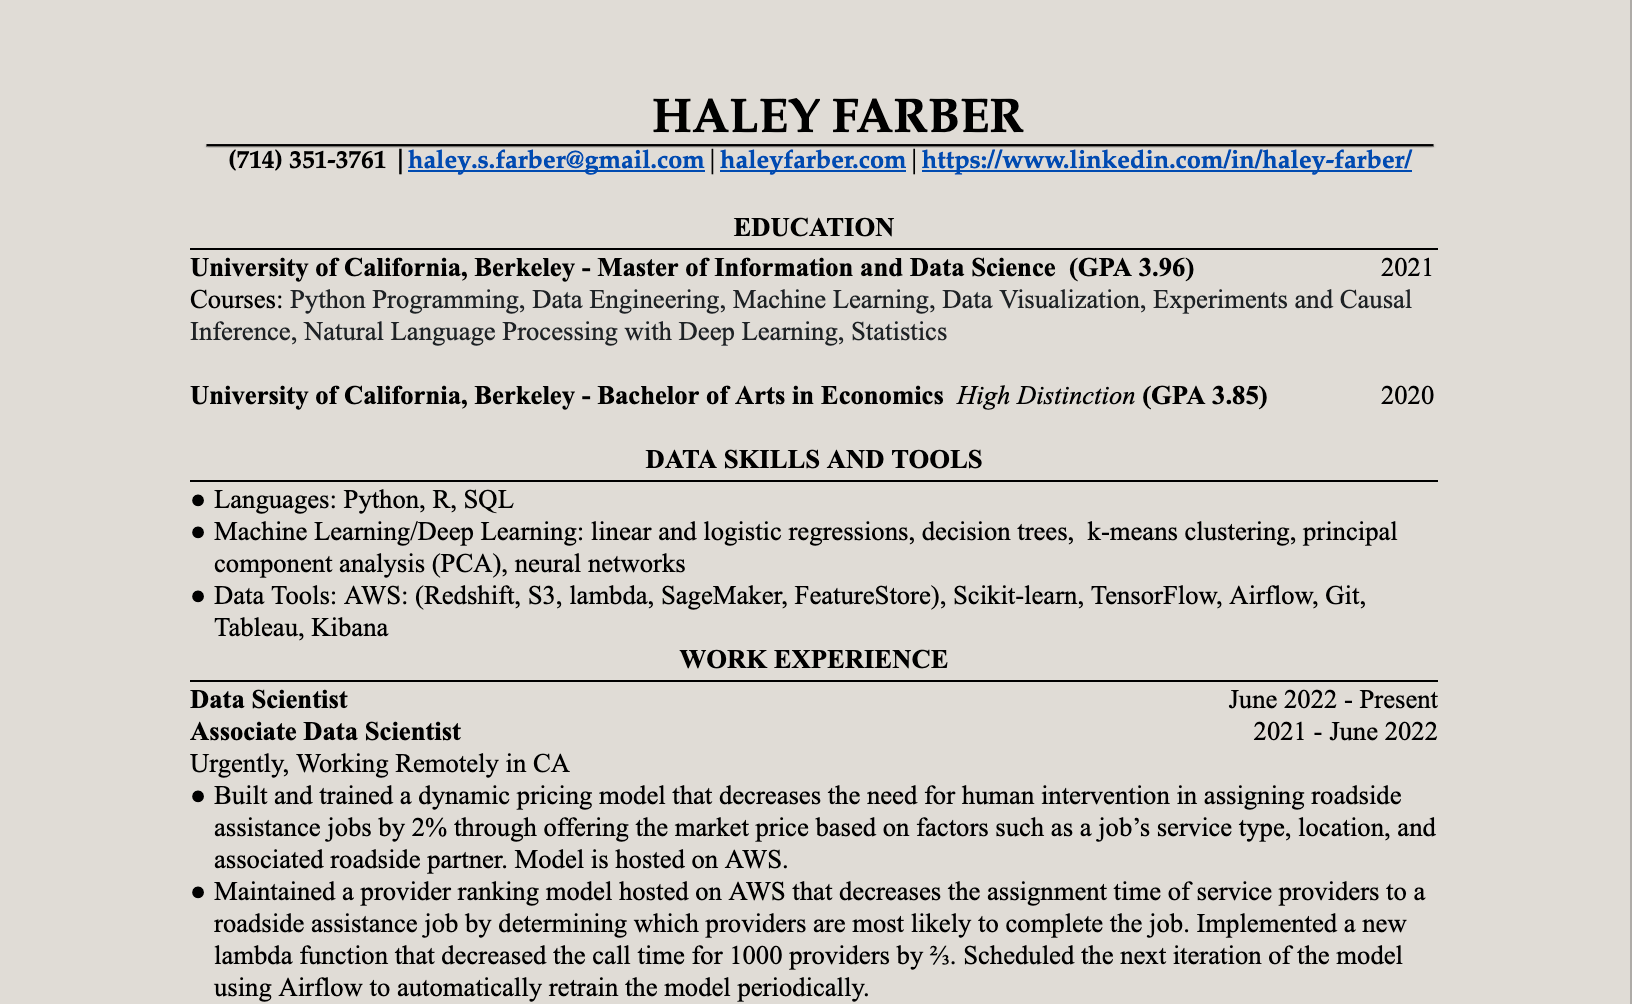 HALEY FARBER
(714) 351-3761 | haley.s.farber@gmail.com | haleyfarber.com | https://www.linkedin.com/in/haley-farber/
EDUCATION
University of California, Berkeley - Master of Information and Data Science (GPA 3.96) 2021
Courses: Python Programming, Data Engineering, Machine Learning, Data Visualization, Experiments and Causal
Inference, Natural Language Processing with Deep Learning, Statistics
University of California, Berkeley - Bachelor of Arts in Economics High Distinction (GPA 3.85) 2020
DATA SKILLS AND TOOLS
● Languages: Python, R, SQL
● Machine Learning/Deep Learning: linear and logistic regressions, decision trees, k-means clustering, principal
component analysis (PCA), neural networks
● Data Tools: AWS: (Redshift, S3, lambda, SageMaker, FeatureStore), Scikit-learn, TensorFlow, Airflow, Git,
Tableau, Kibana
WORK EXPERIENCE
Data Scientist June 2022 - Present
Associate Data Scientist 2021 - June 2022
Urgently, Working Remotely in CA
● Built and trained a dynamic pricing model that decreases the need for human intervention in assigning roadside
assistance jobs by 2% through offering the market price based on factors such as a job’s service type, location, and
associated roadside partner. Model is hosted on AWS.
● Maintained a provider ranking model hosted on AWS that decreases the assignment time of service providers to a
roadside assistance job by determining which providers are most likely to complete the job. Implemented a new
lambda function that decreased the call time for 1000 providers by ⅔. Scheduled the next iteration of the model
using Airflow to automatically retrain the model periodically.